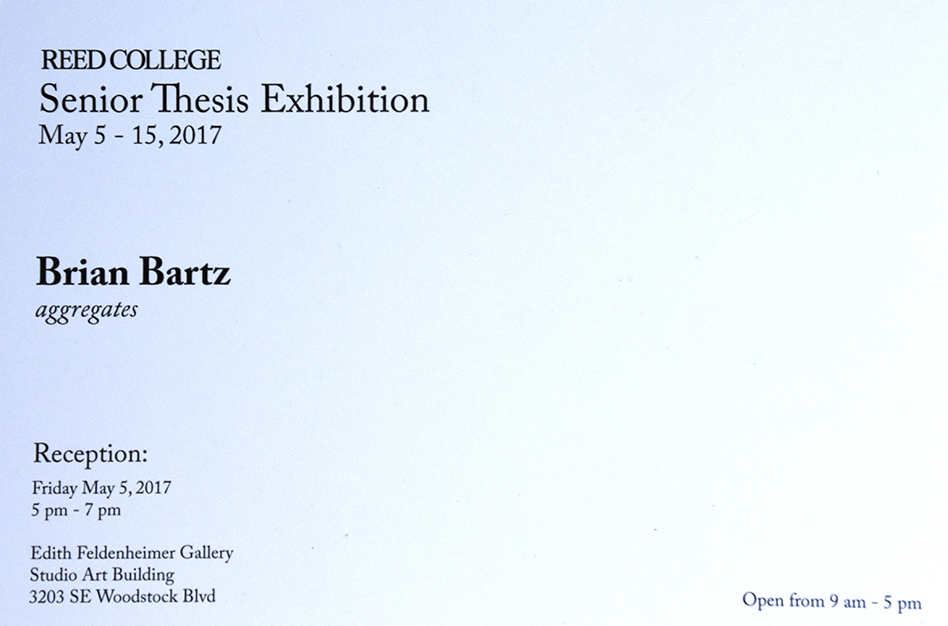 REED COLLEGE
Senior Thesis Exhibition
May 5 - 15, 2017
Brian Bartz
aggregates
Reception:
Friday May 5, 2017
5 pm - 7 pm
Edith Feldenheimer Gallery
Studio Art Building
3203 SE Woodstock Blvd
Open from 9 am - 5 pm